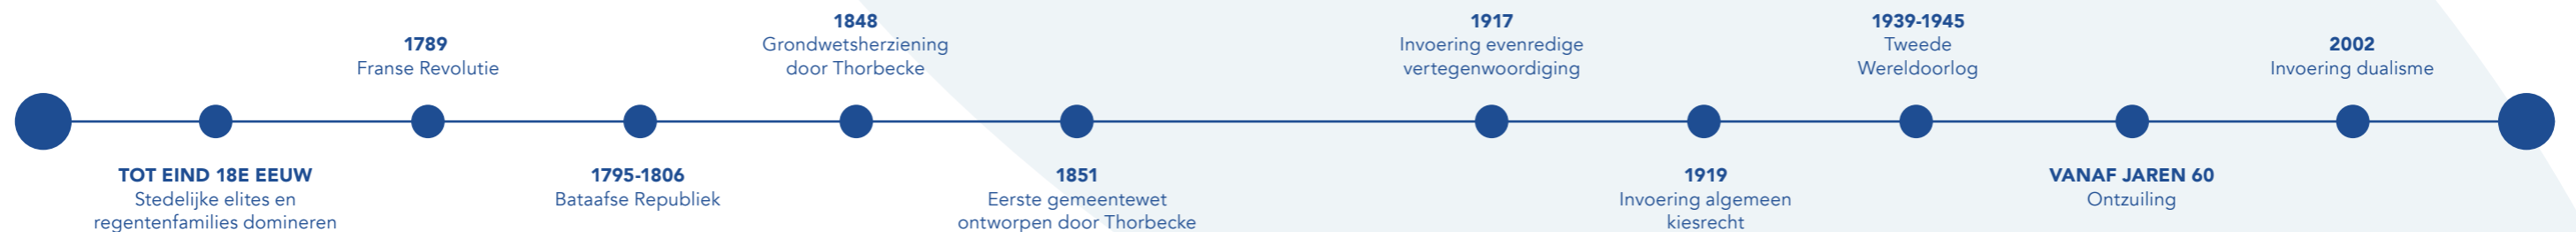 TOT EIND 18E EEUW
Stedelijke elites en
regentenfamilies domineren
1789
Franse Revolutie
1795-1806
Bataafse Republiek
1848
Grondwetsherziening
door Thorbecke
1851
Eerste gemeentewet
ontworpen door Thorbecke
1917
Invoering evenredige
vertegenwoordiging
1919
Invoering algemeen
kiesrecht
1939-1945
Tweede
Wereldoorlog
VANAF JAREN 60
Ontzuiling
2002
Invoering dualisme